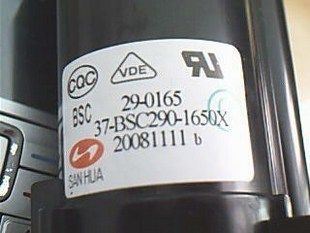 CQC
VDE
BSC 29-0165
37-BSC290-1650X
20081111 b
SAN HUA